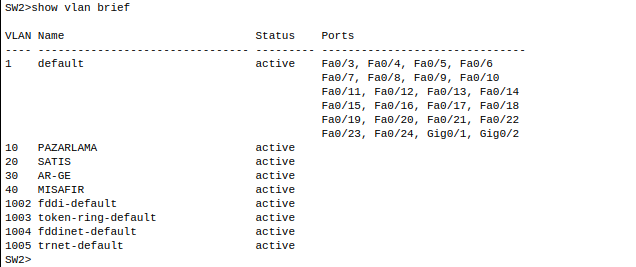 SW2>show vlan brief
VLAN Name                             Status    Ports
---- -------------------------------- --------- -------------------------------
1    default                          active    Fa0/3, Fa0/4, Fa0/5, Fa0/6
                                                Fa0/7, Fa0/8, Fa0/9, Fa0/10
                                                Fa0/11, Fa0/12, Fa0/13, Fa0/14
                                                Fa0/15, Fa0/16, Fa0/17, Fa0/18
                                                Fa0/19, Fa0/20, Fa0/21, Fa0/22
                                                Fa0/23, Fa0/24, Gig0/1, Gig0/2
10   PAZARLAMA                        active
20   SATIS                            active
30   AR-GE                            active
40   MISAFIR                          active
1002 fddi-default                     active
1003 token-ring-default               active
1004 fddinet-default                  active
1005 trnet-default                    active
SW2>